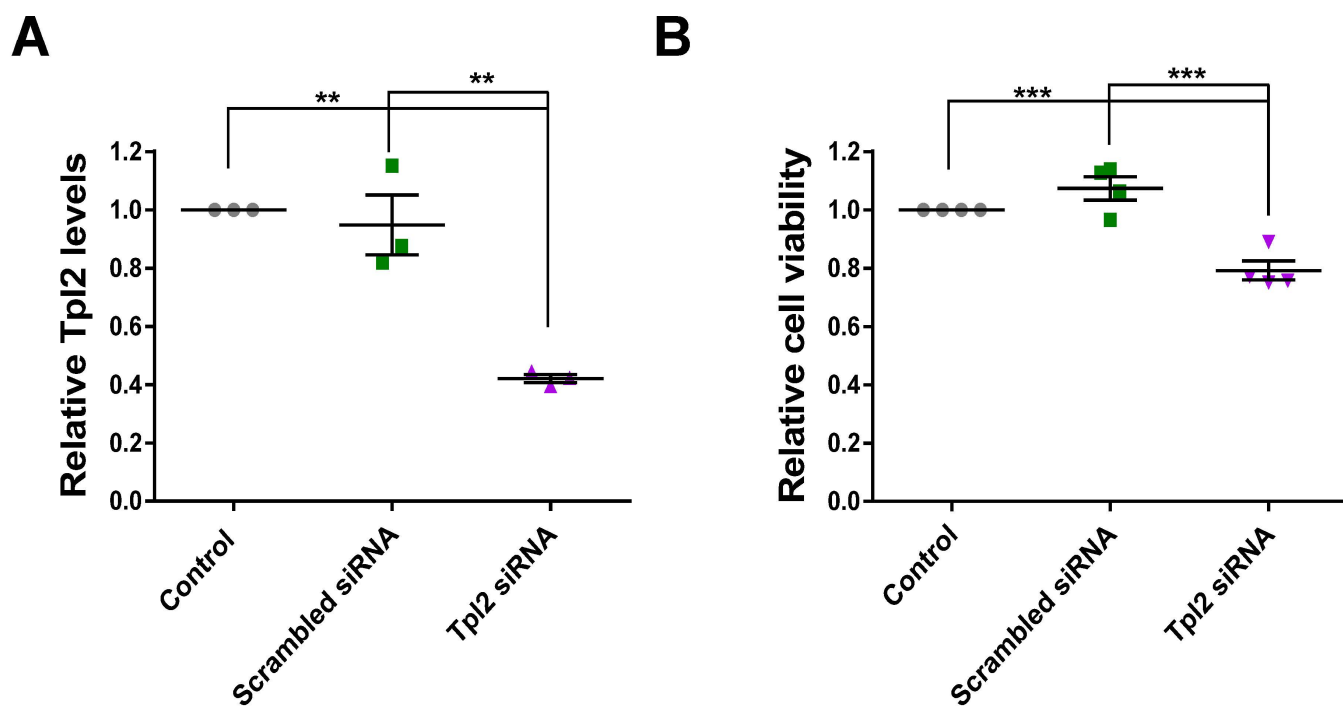 A
**
**
Relative Tpl2 levels
1.2
1.0
0.8
0.6
0.4
0.2
0.0
Control
Scrambled siRNA
Tpl2 siRNA
B
***
***
Relative cell viability
1.2
1.0
0.8
0.6
0.4
0.2
0.0
Control
Scrambled siRNA
Tpl2 siRNA